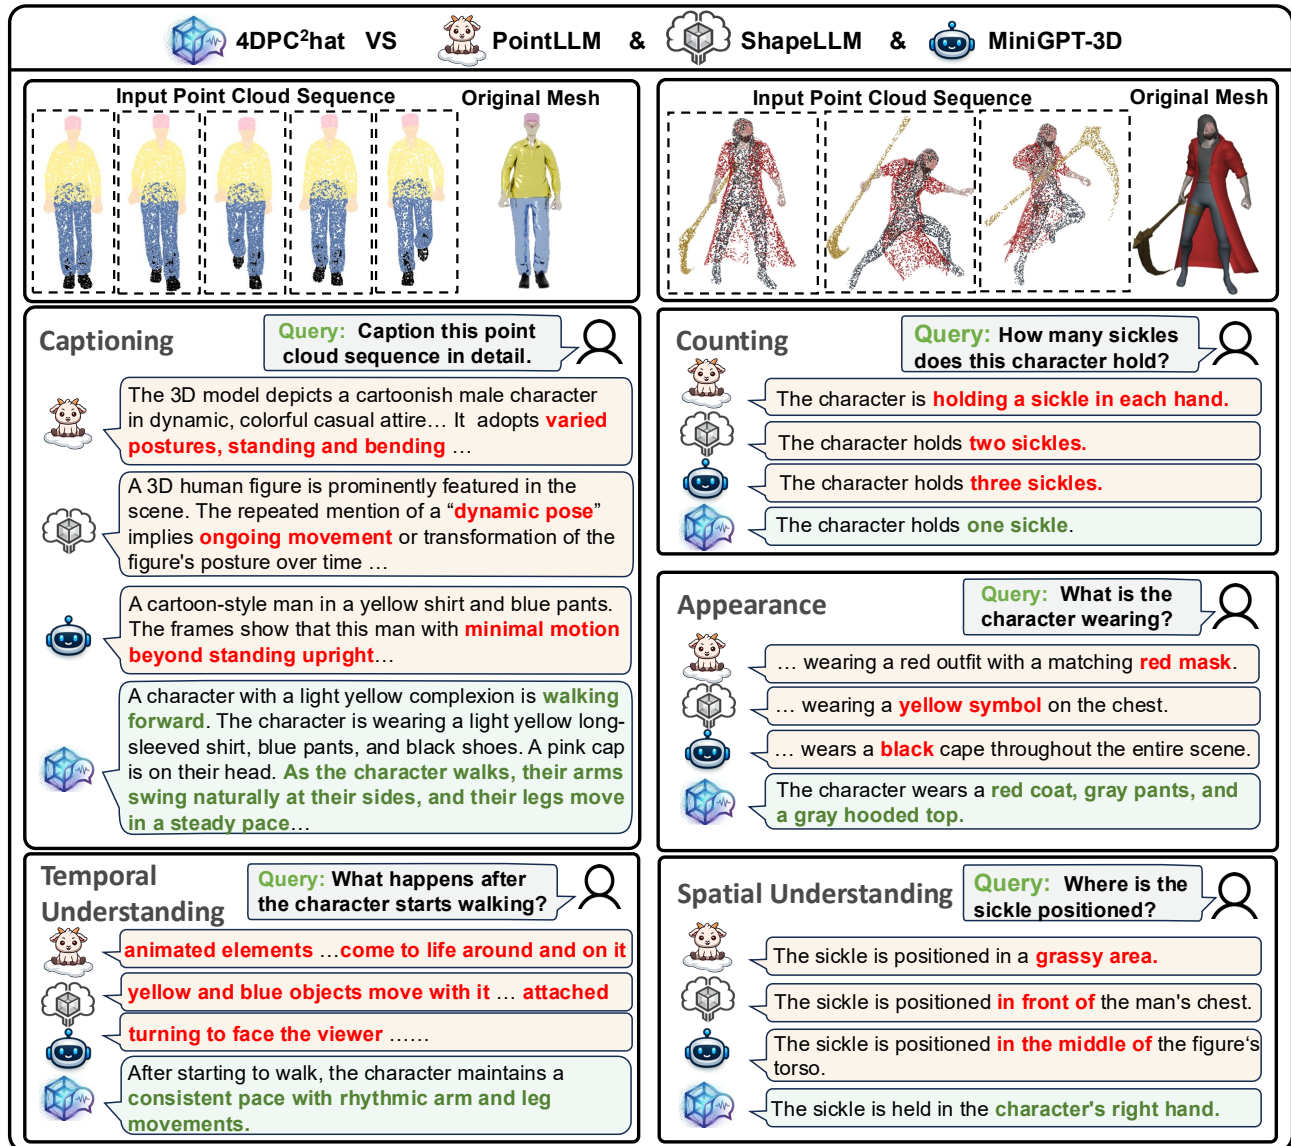 4DPC²hat VS PointLLM & ShapeLLM & MiniGPT-3D
Input Point Cloud Sequence
Original Mesh
Captioning
Query: Caption this point
cloud sequence in detail.
The 3D model depicts a cartoonish male character
in dynamic, colorful casual attire… It adopts varied
postures, standing and bending …
A 3D human figure is prominently featured in the
scene. The repeated mention of a “dynamic pose”
implies ongoing movement or transformation of the
figure's posture over time …
A cartoon-style man in a yellow shirt and blue pants.
The frames show that this man with minimal motion
beyond standing upright…
A character with a light yellow complexion is walking
forward. The character is wearing a light yellow long-
sleeved shirt, blue pants, and black shoes. A pink cap
is on their head. As the character walks, their arms
swing naturally at their sides, and their legs move
in a steady pace…
Temporal
Understanding
Query: What happens after
the character starts walking?
animated elements …come to life around and on it
yellow and blue objects move with it … attached
turning to face the viewer ……
After starting to walk, the character maintains a
consistent pace with rhythmic arm and leg
movements.
Input Point Cloud Sequence
Original Mesh
Counting
Query: How many sickles
does this character hold?
The character is holding a sickle in each hand.
The character holds two sickles.
The character holds three sickles.
The character holds one sickle.
Appearance
Query: What is the
character wearing?
… wearing a red outfit with a matching red mask.
… wearing a yellow symbol on the chest.
… wears a black cape throughout the entire scene.
The character wears a red coat, gray pants, and
a gray hooded top.
Spatial Understanding
Query: Where is the
sickle positioned?
The sickle is positioned in a grassy area.
The sickle is positioned in front of the man's chest.
The sickle is positioned in the middle of the figure‘s
torso.
The sickle is held in the character's right hand.